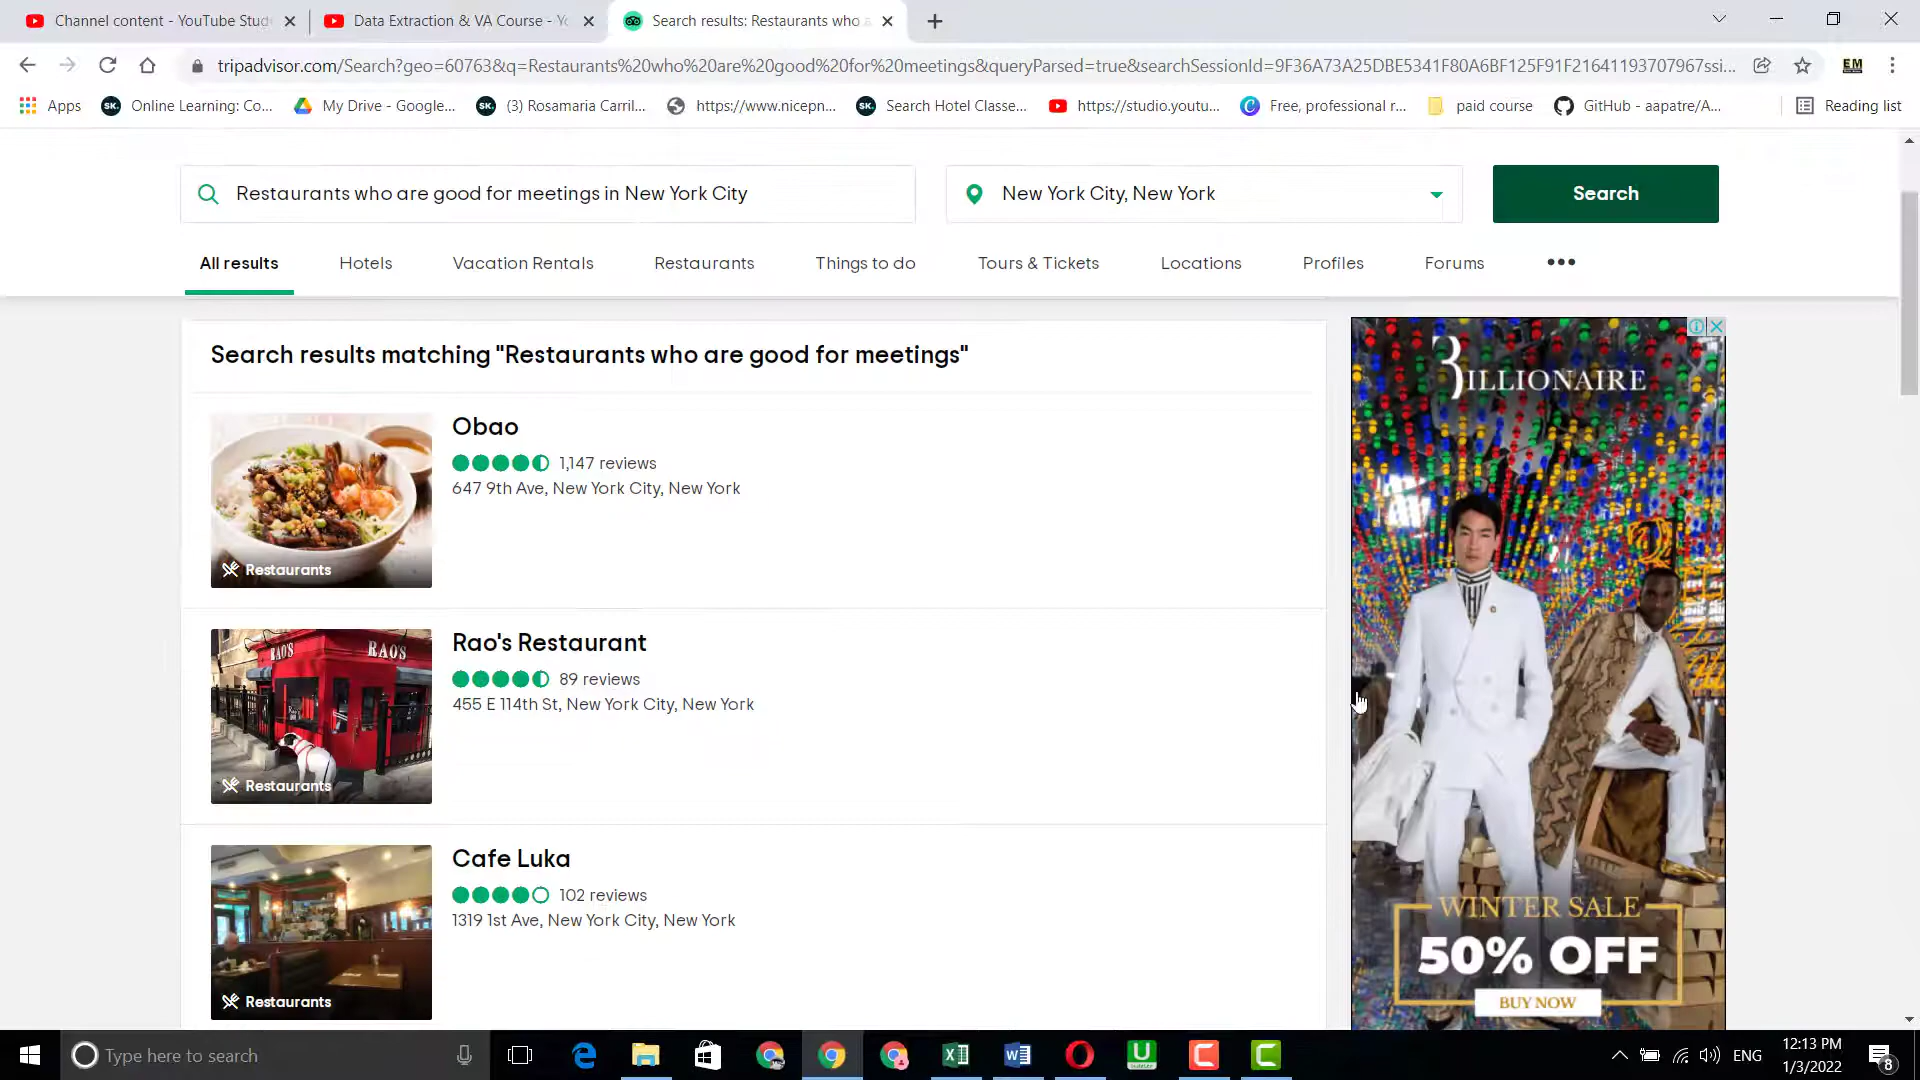 Channel content - YouTube Stud
Data Extraction & VA Course - Yo
Search results: Restaurants who a
tripadvisor.com/Search?geo=60763&q=Restaurants%20who%20are%20good%20for%20meetings&queryParsed=true&searchSessionId=9F36A73A25DBE5341F80A6BF125F91F21641193707967ssi...
EM
Apps
Online Learning: Co...
My Drive - Google...
(3) Rosamaria Carril...
https://www.nicepn...
Search Hotel Classe...
https://studio.youtu...
Free, professional r...
paid course
GitHub - aapatre/A...
Reading list
Restaurants who are good for meetings in New York City
New York City, New York
Search
All results
Hotels
Vacation Rentals
Restaurants
Things to do
Tours & Tickets
Locations
Profiles
Forums
Search results matching "Restaurants who are good for meetings"
Obao
1,147 reviews
647 9th Ave, New York City, New York
Restaurants
Rao's Restaurant
89 reviews
455 E 114th St, New York City, New York
RAO'S
RAO'S
Restaurants
Cafe Luka
102 reviews
1319 1st Ave, New York City, New York
Restaurants
BILLIONAIRE
WINTER SALE
50% OFF
BUY NOW
Type here to search
ENG
12:13 PM
1/3/2022
8